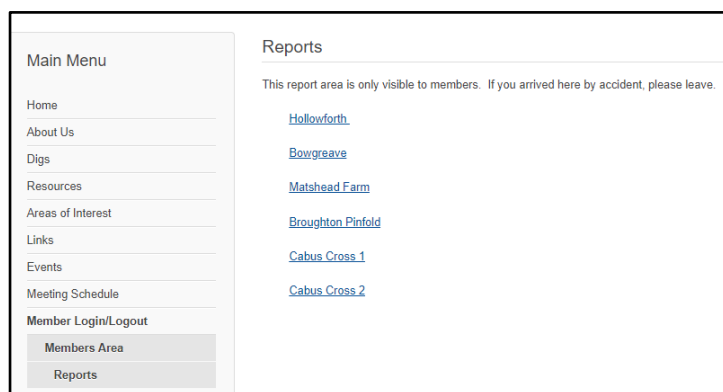 Main Menu
Home
About Us
Digs
Resources
Areas of Interest
Links
Events
Meeting Schedule
Member Login/Logout
Members Area
Reports
Reports
This report area is only visible to members. If you arrived here by accident, please leave.
Hollowforth
Bowgreave
Matshead Farm
Broughton Pinfold
Cabus Cross 1
Cabus Cross 2